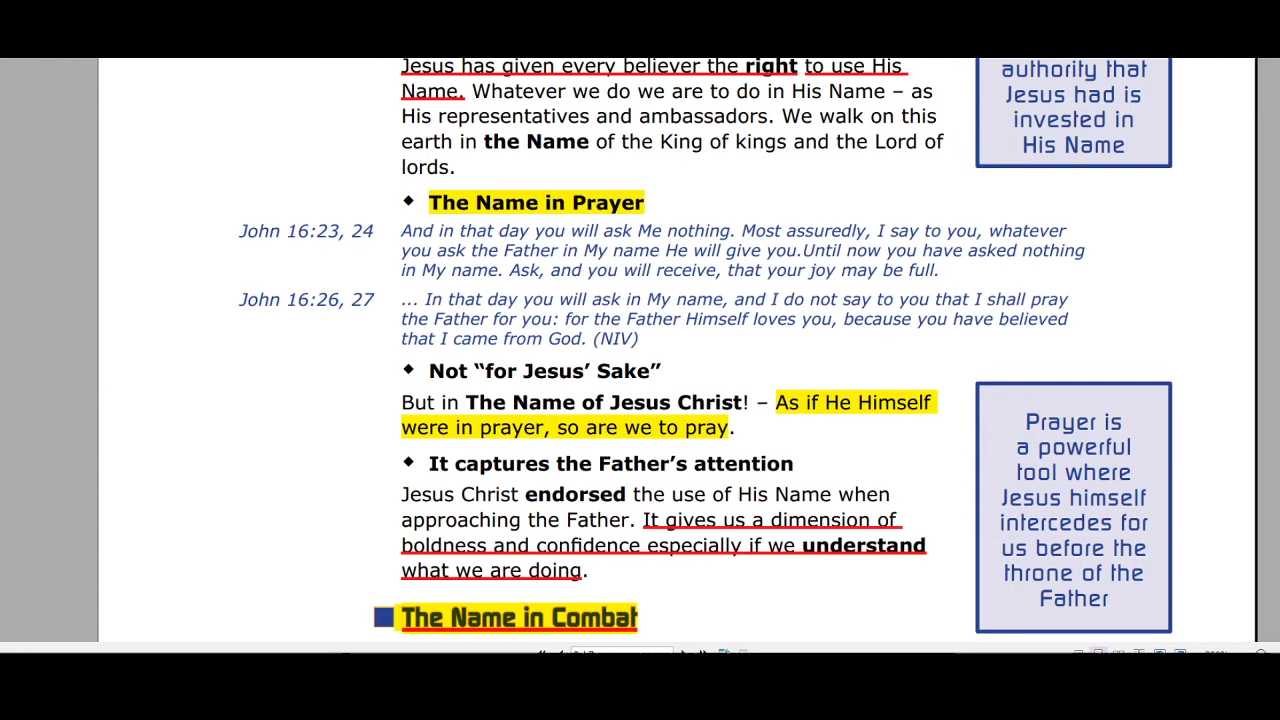 Jesus has given every believer the right to use His
Name. Whatever we do we are to do in His Name – as
His representatives and ambassadors. We walk on this
earth in the Name of the King of kings and the Lord of
lords.
authority that
Jesus had is
invested in
His Name
◆ The Name in Prayer
John 16:23, 24
And in that day you will ask Me nothing. Most assuredly, I say to you, whatever
you ask the Father in My name He will give you.Until now you have asked nothing
in My name. Ask, and you will receive, that your joy may be full.
John 16:26, 27
... In that day you will ask in My name, and I do not say to you that I shall pray
the Father for you: for the Father Himself loves you, because you have believed
that I came from God. (NIV)
◆ Not “for Jesus’ Sake”
But in The Name of Jesus Christ! – As if He Himself
were in prayer, so are we to pray.
◆ It captures the Father’s attention
Jesus Christ endorsed the use of His Name when
approaching the Father. It gives us a dimension of
boldness and confidence especially if we understand
what we are doing.
Prayer is
a powerful
tool where
Jesus himself
intercedes for
us before the
throne of the
Father
The Name in Combat